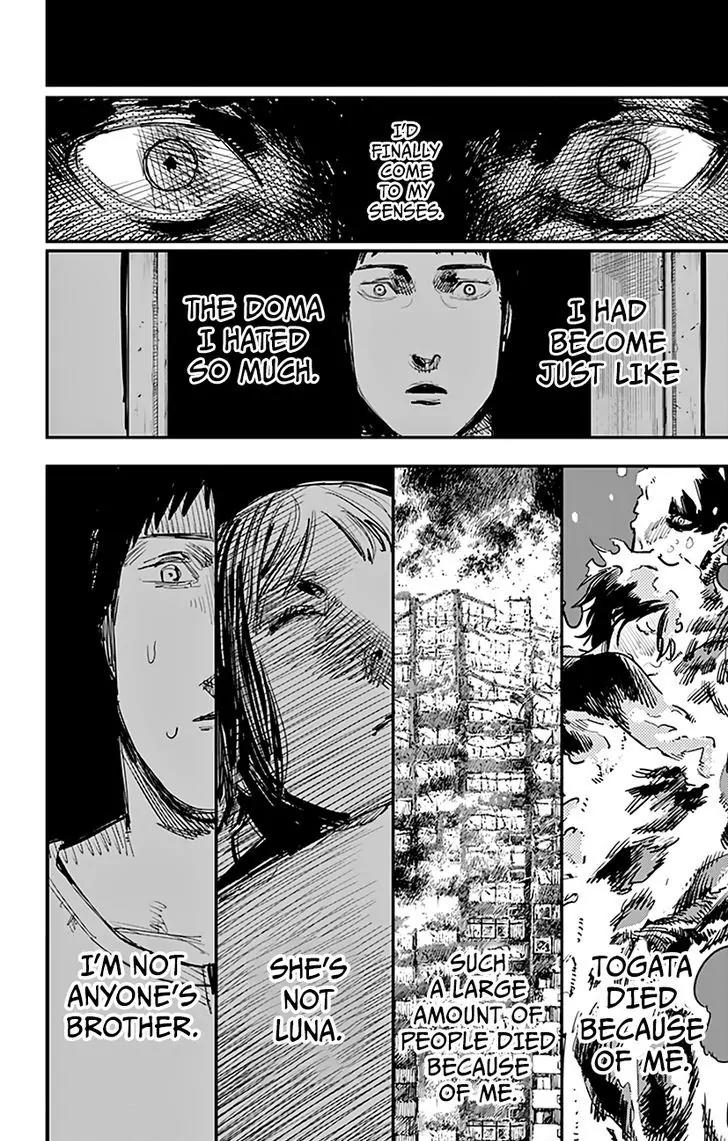 I'D
FINALLY
COME
TO MY
SENSES.
I HAD
BECOME
JUST LIKE
THE DOMA
I HATED
SO MUCH.
TOGATA
DIED
BECAUSE
OF ME.
SUCH
A LARGE
AMOUNT OF
PEOPLE DIED
BECAUSE
OF ME.
SHE'S
NOT
LUNA.
I'M NOT
ANYONE'S
BROTHER.